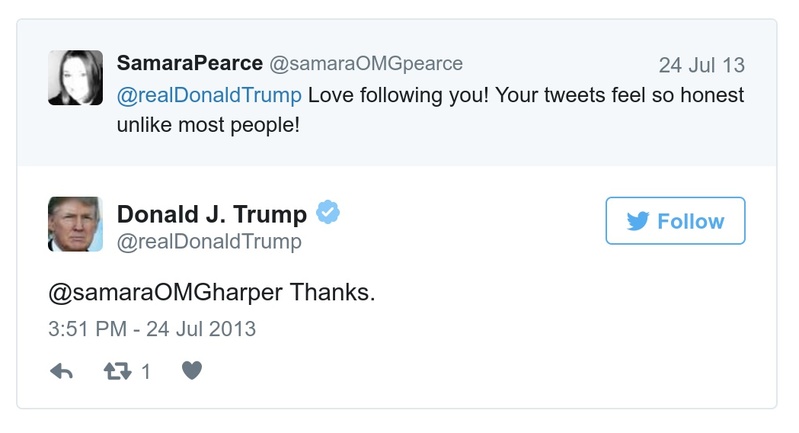 SamaraPearce @samaraOMGpearce 24 Jul 13
@realDonaldTrump Love following you! Your tweets feel so honest
unlike most people!
Donald J. Trump
Follow
@realDonaldTrump
@samaraOMGharper Thanks.
3:51 PM - 24 Jul 2013
1